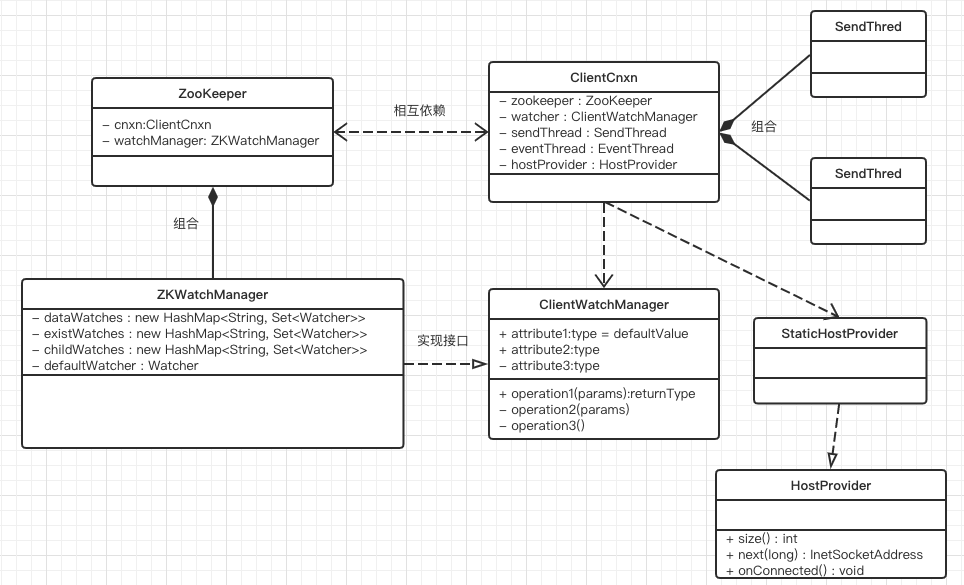 SendThred
ZooKeeper
– cnxn:ClientCnxn
– watchManager: ZKWatchManager
相互依赖
ClientCnxn
– zookeeper : ZooKeeper
– watcher : ClientWatchManager
– sendThread : SendThread
– eventThread : EventThread
– hostProvider : HostProvider
组合
SendThred
组合
ZKWatchManager
– dataWatches : new HashMap<String, Set<Watcher>>
– existWatches : new HashMap<String, Set<Watcher>>
– childWatches : new HashMap<String, Set<Watcher>>
– defaultWatcher : Watcher
实现接口
ClientWatchManager
+ attribute1:type = defaultValue
+ attribute2:type
– attribute3:type
+ operation1(params):returnType
– operation2(params)
– operation3()
StaticHostProvider
HostProvider
+ size() : int
+ next(long) : InetSocketAddress
+ onConnected() : void